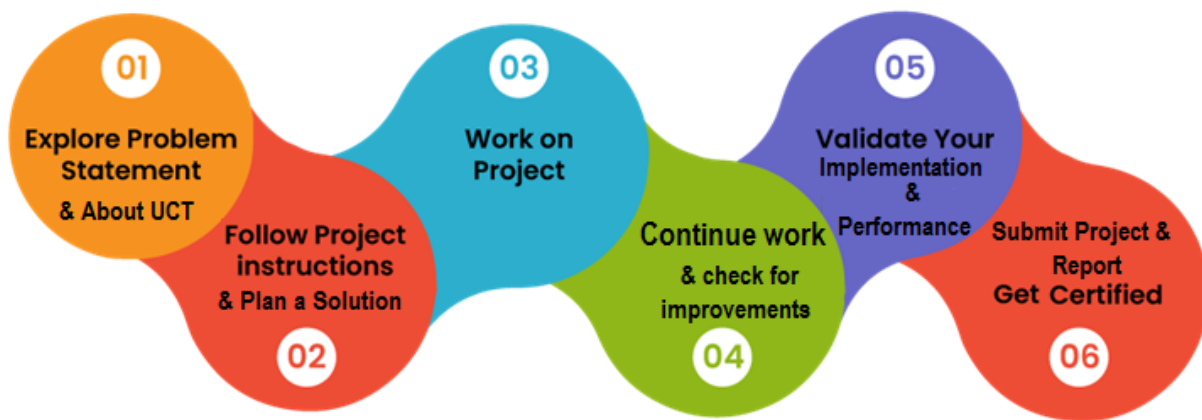 01
Explore Problem
Statement
& About UCT
Follow Project
instructions
& Plan a Solution
02
03
Work on
Project
Continue work
& check for
improvements
04
05
Validate Your
Implementation
&
Performance
Submit Project &
Report
Get Certified
06